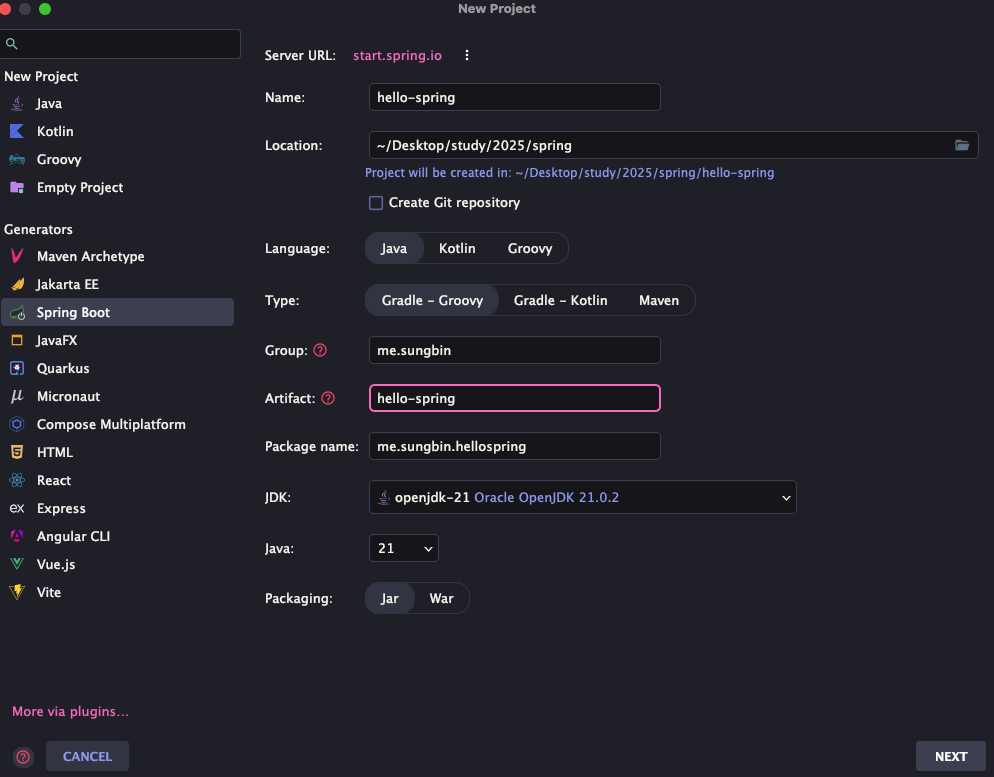 New Project
Server URL: start.spring.io
New Project
Java
Kotlin
Groovy
Empty Project
Generators
Maven Archetype
Jakarta EE
Spring Boot
JavaFX
Quarkus
Micronaut
Compose Multiplatform
HTML
React
Express
Angular CLI
Vue.js
Vite
More via plugins...
Name: hello-spring
Location: ~/Desktop/study/2025/spring
Project will be created in: ~/Desktop/study/2025/spring/hello-spring
Create Git repository
Language: Java Kotlin Groovy
Type: Gradle - Groovy Gradle - Kotlin Maven
Group: me.sungbin
Artifact: hello-spring
Package name: me.sungbin.hellospring
JDK: openjdk-21 Oracle OpenJDK 21.0.2
Java: 21
Packaging: Jar War
CANCEL NEXT